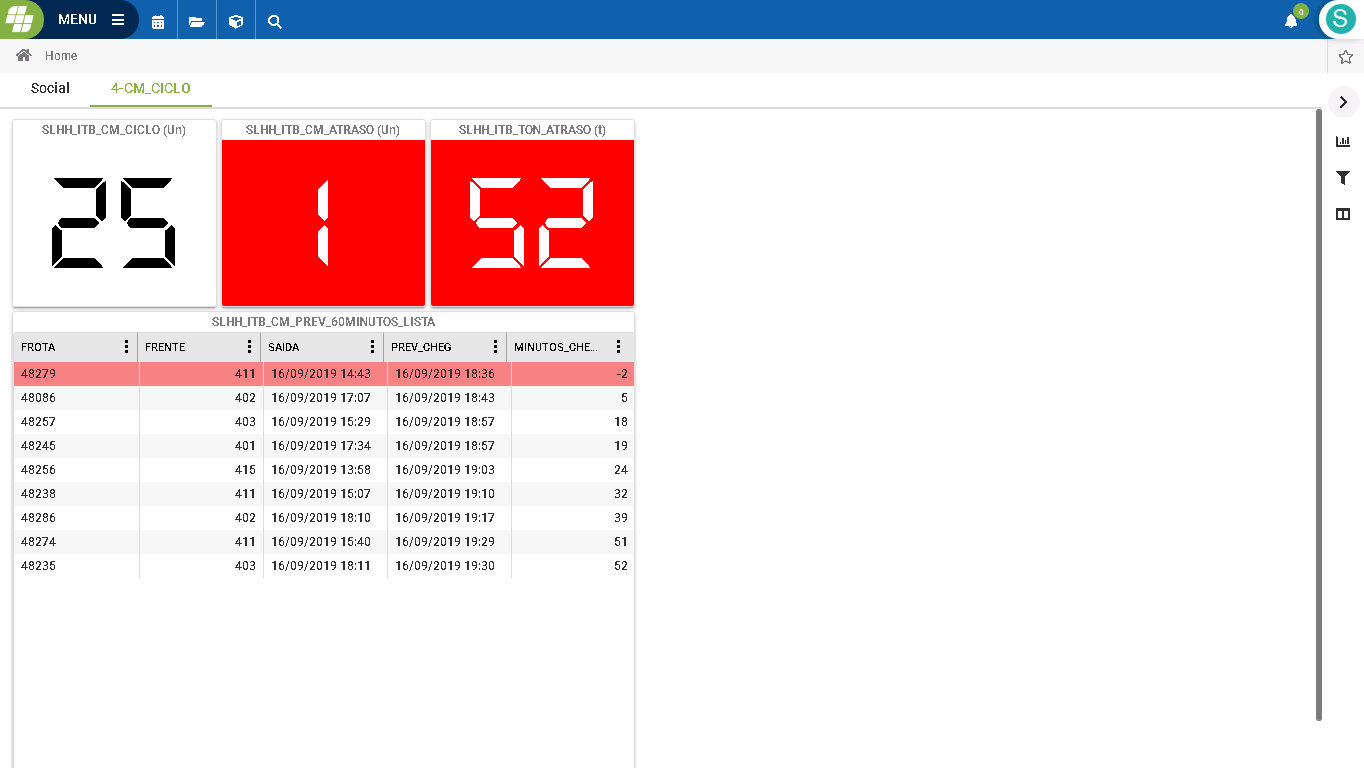 MENU
0
S
Home
Social 4-CM_CICLO
SLHH_ITB_CM_CICLO (Un) SLHH_ITB_CM_ATRASO (Un) SLHH_ITB_TON_ATRASO (t)
25 1 52
SLHH_ITB_CM_PREV_60MINUTOS_LISTA
FROTA FRENTE SAIDA PREV_CHEG MINUTOS_CHE...
48279 411 16/09/2019 14:43 16/09/2019 18:36 -2
48086 402 16/09/2019 17:07 16/09/2019 18:43 5
48257 403 16/09/2019 15:29 16/09/2019 18:57 18
48245 401 16/09/2019 17:34 16/09/2019 18:57 19
48256 415 16/09/2019 13:58 16/09/2019 19:03 24
48238 411 16/09/2019 15:07 16/09/2019 19:10 32
48286 402 16/09/2019 18:10 16/09/2019 19:17 39
48274 411 16/09/2019 15:40 16/09/2019 19:29 51
48235 403 16/09/2019 18:11 16/09/2019 19:30 52